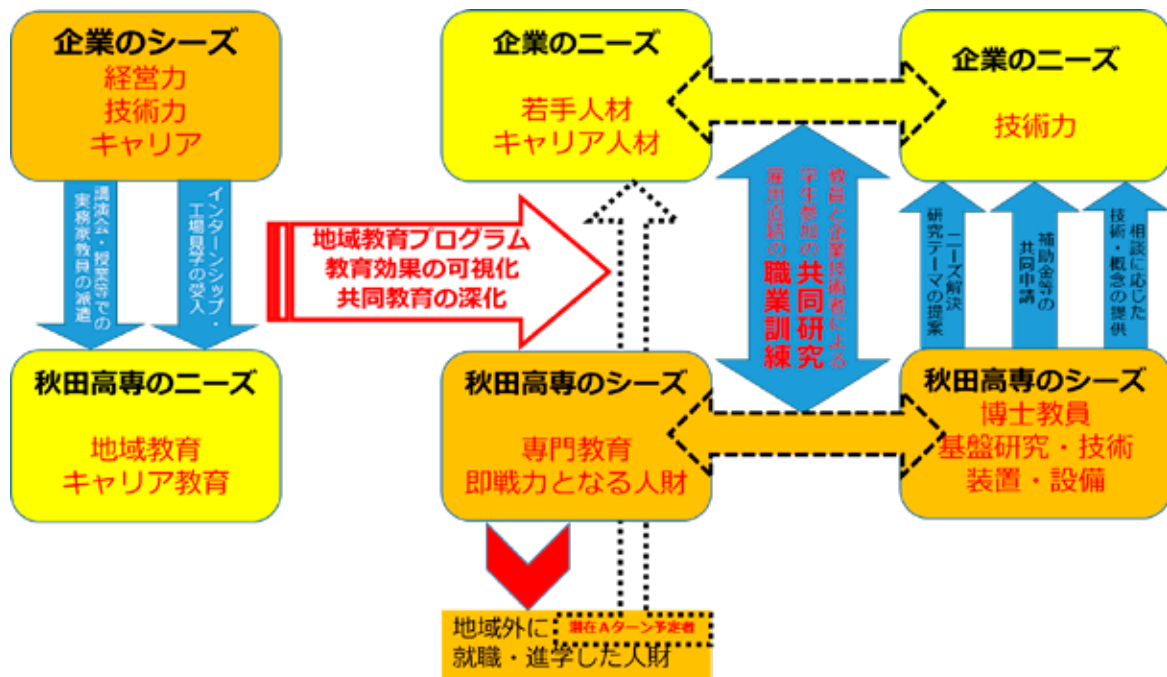 企業のシーズ
経営力
技術力
キャリア
講演会・授業等での
実務家教員の派遣
インターンシップ・
工場見学の受入
秋田高専のニーズ
地域教育
キャリア教育
地域教育プログラム
教育効果の可視化
共同教育の深化
企業のニーズ
若手人材
キャリア人材
秋田高専のシーズ
専門教育
即戦力となる人財
地域外に 潜在Aターン予定者
就職・進学した人財
教員と企業技術者による
学生参加の共同研究
雇用直結の職業訓練
企業のニーズ
技術力
ニーズ解決
研究テーマの提案
補助金等の
共同申請
相談に応じた
技術・概念の提供
秋田高専のシーズ
博士教員
基盤研究・技術
装置・設備